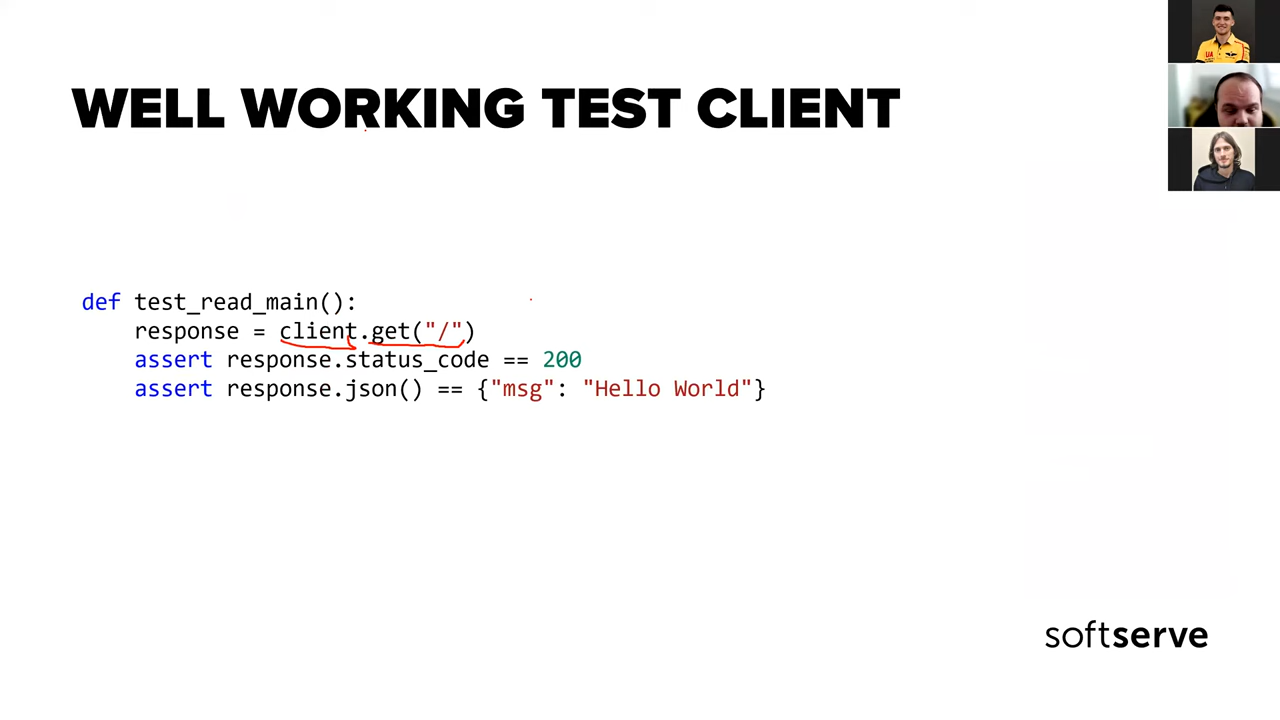 WELL WORKING TEST CLIENT
def test_read_main():
response = client.get("/")
assert response.status_code == 200
assert response.json() == {"msg": "Hello World"}
softserve
UA